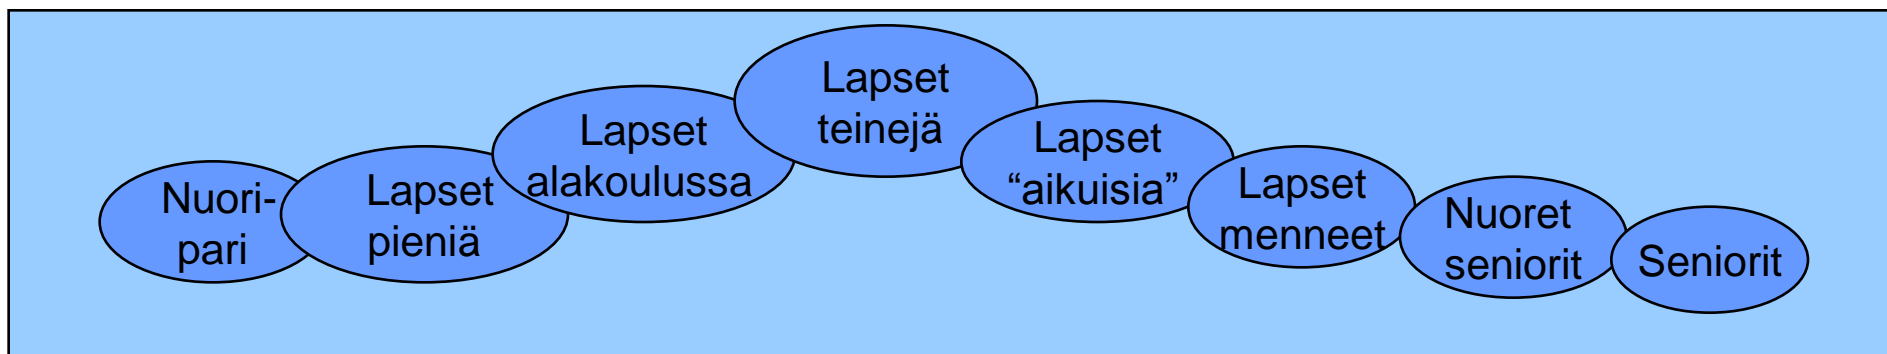 Nuori-
pari
Lapset
pieniä
Lapset
alakoulussa
Lapset
teinejä
Lapset
“aikuisia”
Lapset
menneet
Nuoret
seniorit
Seniorit